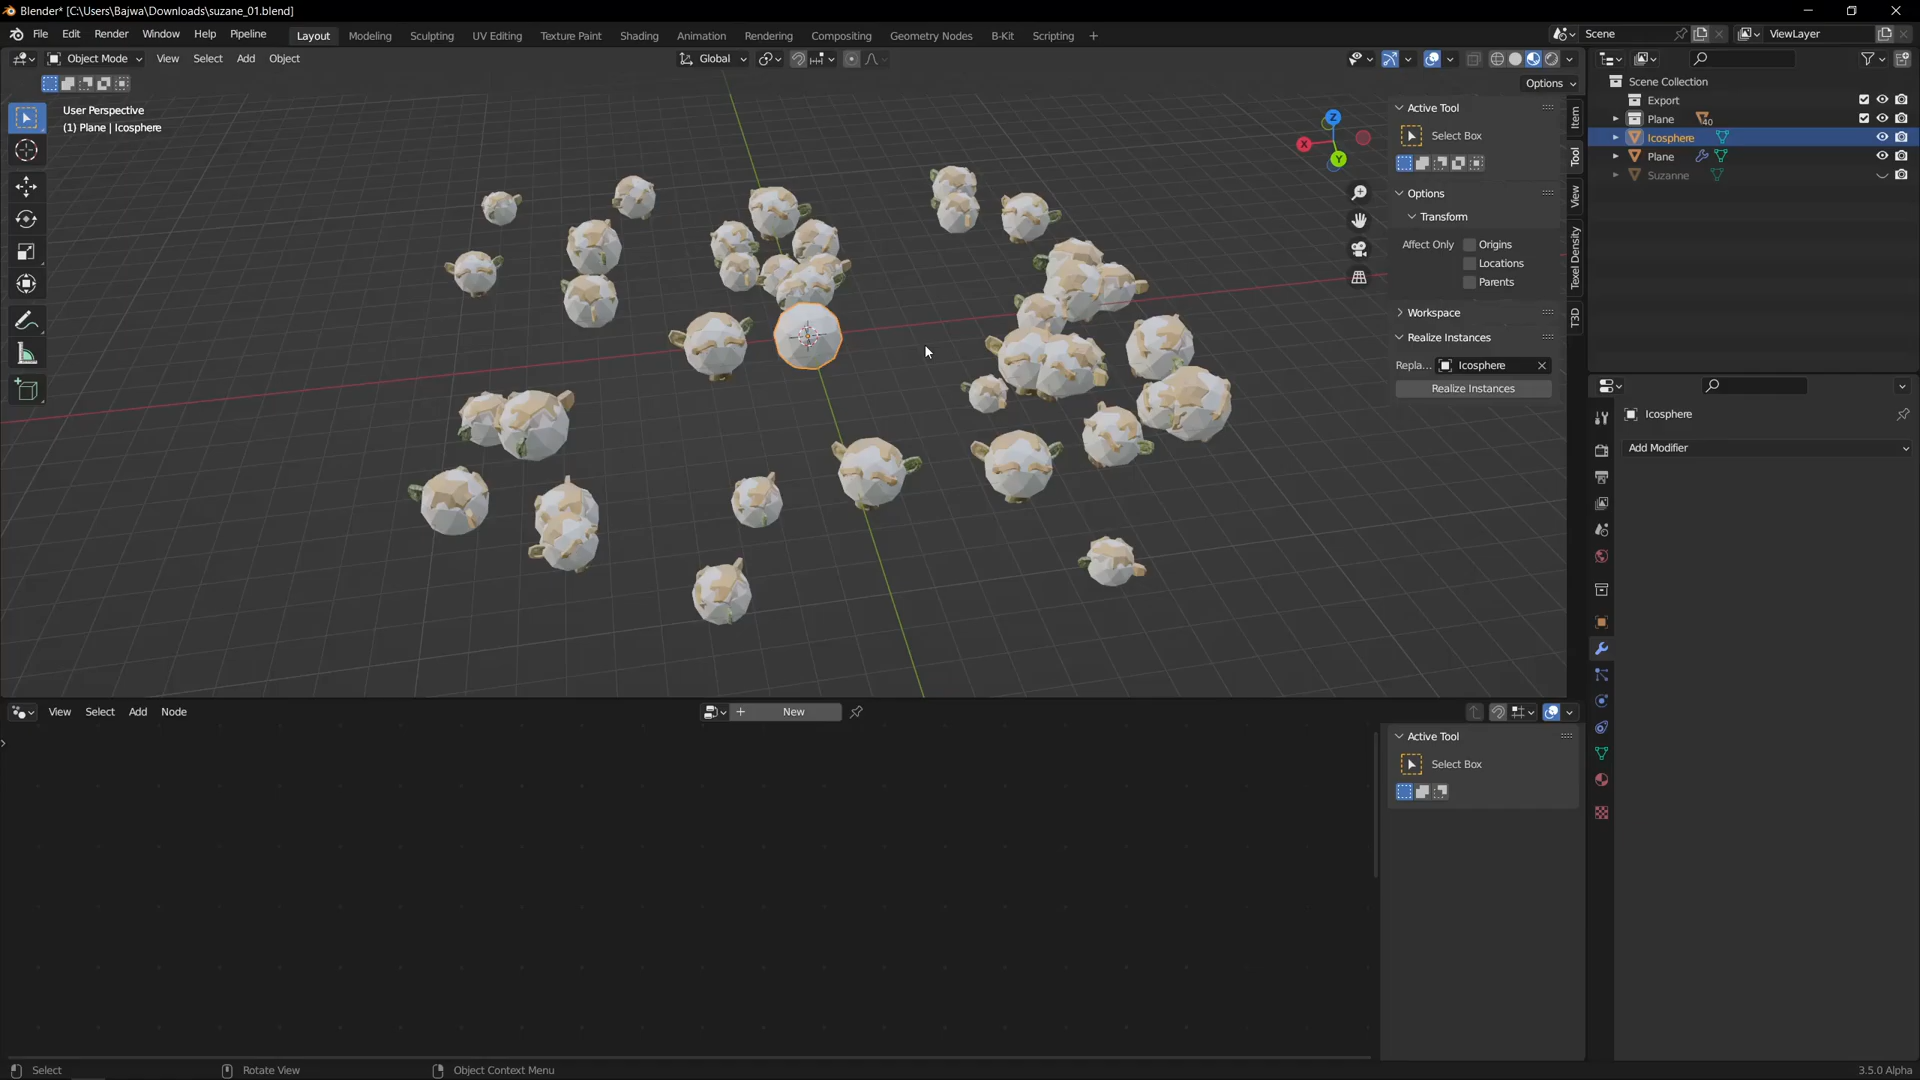 Blender* [C:\Users\Bajwa\Downloads\suzane_01.blend]
File Edit Render Window Help Pipeline Layout Modeling Sculpting UV Editing Texture Paint Shading Animation Rendering Compositing Geometry Nodes B-Kit Scripting + Scene ViewLayer
Object Mode View Select Add Object Global
Options
User Perspective
(1) Plane | Icosphere
Z
X
Y
Active Tool
Select Box
Options
Transform
Affect Only Origins
Locations
Parents
Workspace
Realize Instances
Repla... Icosphere
Realize Instances
Item
Tool
View
Texel Density
T3D
Scene Collection
Export
Plane 40
Icosphere
Plane
Suzanne
Icosphere
Add Modifier
View Select Add Node + New
Active Tool
Select Box
Select Rotate View Object Context Menu 3.5.0 Alpha